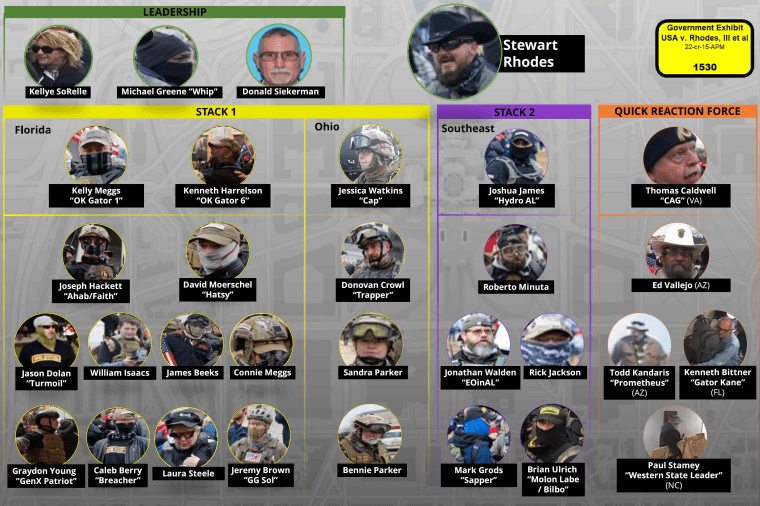 LEADERSHIP
Kellye SoRelle
Michael Greene “Whip”
Donald Siekerman
Stewart
Rhodes
Government Exhibit
USA v. Rhodes, III et al
22-cr-15-APM
1530
STACK 1
Florida
Kelly Meggs
“OK Gator 1”
Kenneth Harrelson
“OK Gator 6”
Joseph Hackett
“Ahab/Faith”
David Moerschel
“Hatsy”
Jason Dolan
“Turmoil”
William Isaacs
James Beeks
Connie Meggs
Graydon Young
“GenX Patriot”
Caleb Berry
“Breacher”
Laura Steele
Jeremy Brown
“GG Sol”
Ohio
Jessica Watkins
“Cap”
Donovan Crowl
“Trapper”
Sandra Parker
Bennie Parker
STACK 2
Southeast
Joshua James
“Hydro AL”
Roberto Minuta
Jonathan Walden
“EOinAL”
Rick Jackson
Mark Grods
“Sapper”
Brian Ulrich
“Molon Labe
/ Bilbo”
QUICK REACTION FORCE
Thomas Caldwell
“CAG” (VA)
Ed Vallejo (AZ)
Todd Kandaris
“Prometheus”
(AZ)
Kenneth Bittner
“Gator Kane”
(FL)
Paul Stamey
“Western State Leader”
(NC)